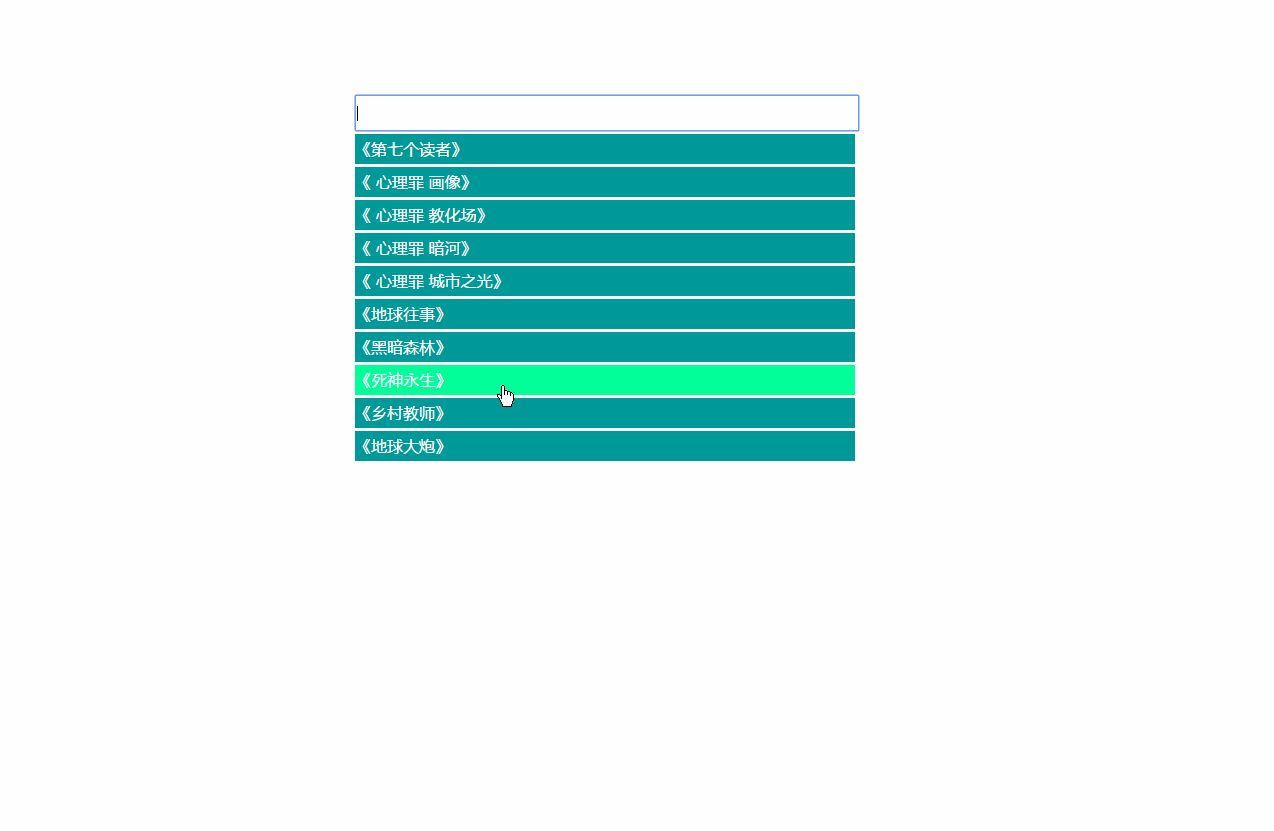 《第七个读者》
《 心理罪 画像》
《 心理罪 教化场》
《 心理罪 暗河》
《 心理罪 城市之光》
《地球往事》
《黑暗森林》
《死神永生》
《乡村教师》
《地球大炮》